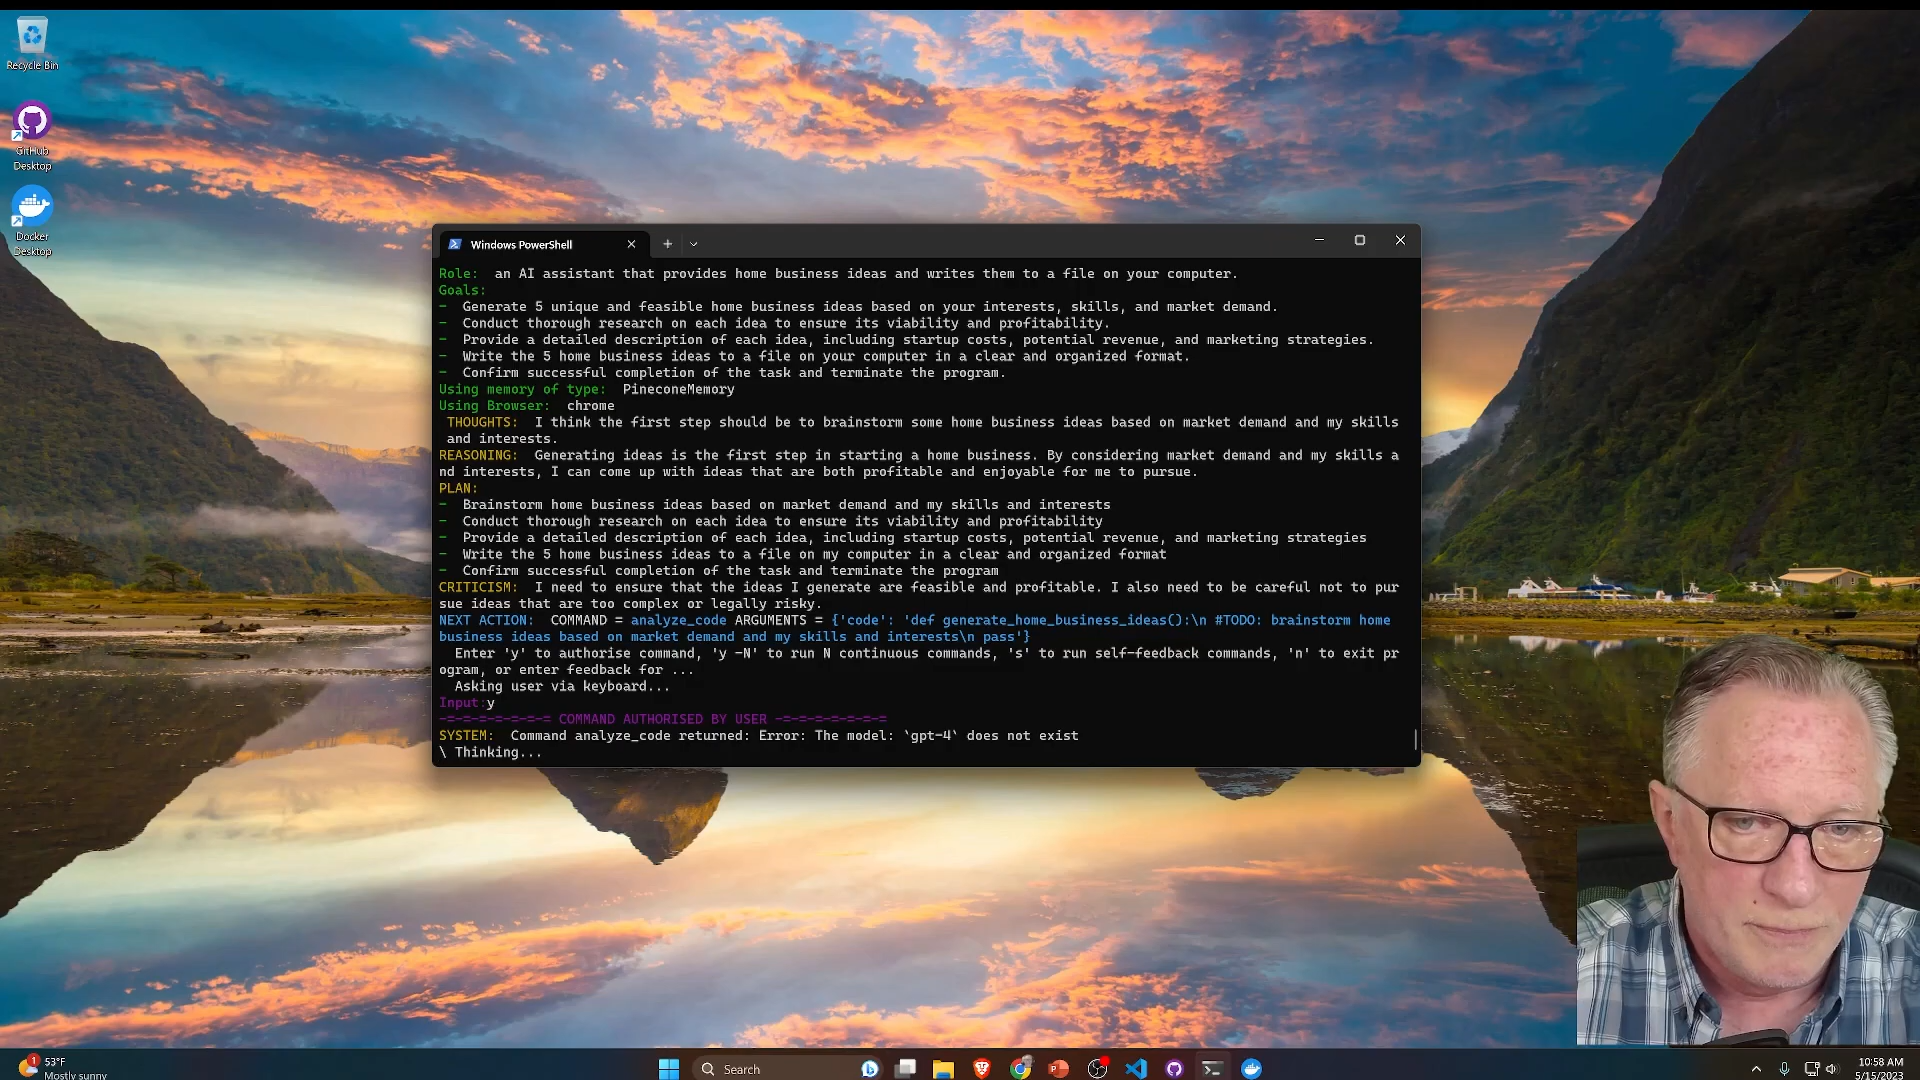 Recycle Bin
GitHub
Desktop
Docker
Desktop
Windows PowerShell
Role: an AI assistant that provides home business ideas and writes them to a file on your computer.
Goals:
- Generate 5 unique and feasible home business ideas based on your interests, skills, and market demand.
- Conduct thorough research on each idea to ensure its viability and profitability.
- Provide a detailed description of each idea, including startup costs, potential revenue, and marketing strategies.
- Write the 5 home business ideas to a file on your computer in a clear and organized format.
- Confirm successful completion of the task and terminate the program.
Using memory of type: PineconeMemory
Using Browser: chrome
THOUGHTS: I think the first step should be to brainstorm some home business ideas based on market demand and my skills
and interests.
REASONING: Generating ideas is the first step in starting a home business. By considering market demand and my skills a
nd interests, I can come up with ideas that are both profitable and enjoyable for me to pursue.
PLAN:
- Brainstorm home business ideas based on market demand and my skills and interests
- Conduct thorough research on each idea to ensure its viability and profitability
- Provide a detailed description of each idea, including startup costs, potential revenue, and marketing strategies
- Write the 5 home business ideas to a file on my computer in a clear and organized format
- Confirm successful completion of the task and terminate the program
CRITICISM: I need to ensure that the ideas I generate are feasible and profitable. I also need to be careful not to pur
sue ideas that are too complex or legally risky.
NEXT ACTION: COMMAND = analyze_code ARGUMENTS = {'code': 'def generate_home_business_ideas():\n #TODO: brainstorm home
business ideas based on market demand and my skills and interests\n pass'}
Enter 'y' to authorise command, 'y -N' to run N continuous commands, 's' to run self-feedback commands, 'n' to exit pr
ogram, or enter feedback for ...
Asking user via keyboard...
Input:y
-=-=-=-=-=-=-= COMMAND AUTHORISED BY USER -=-=-=-=-=-=-=
SYSTEM: Command analyze_code returned: Error: The model: `gpt-4` does not exist
\ Thinking...
1
53°F
Mostly sunny
Search
10:58 AM
5/15/2023